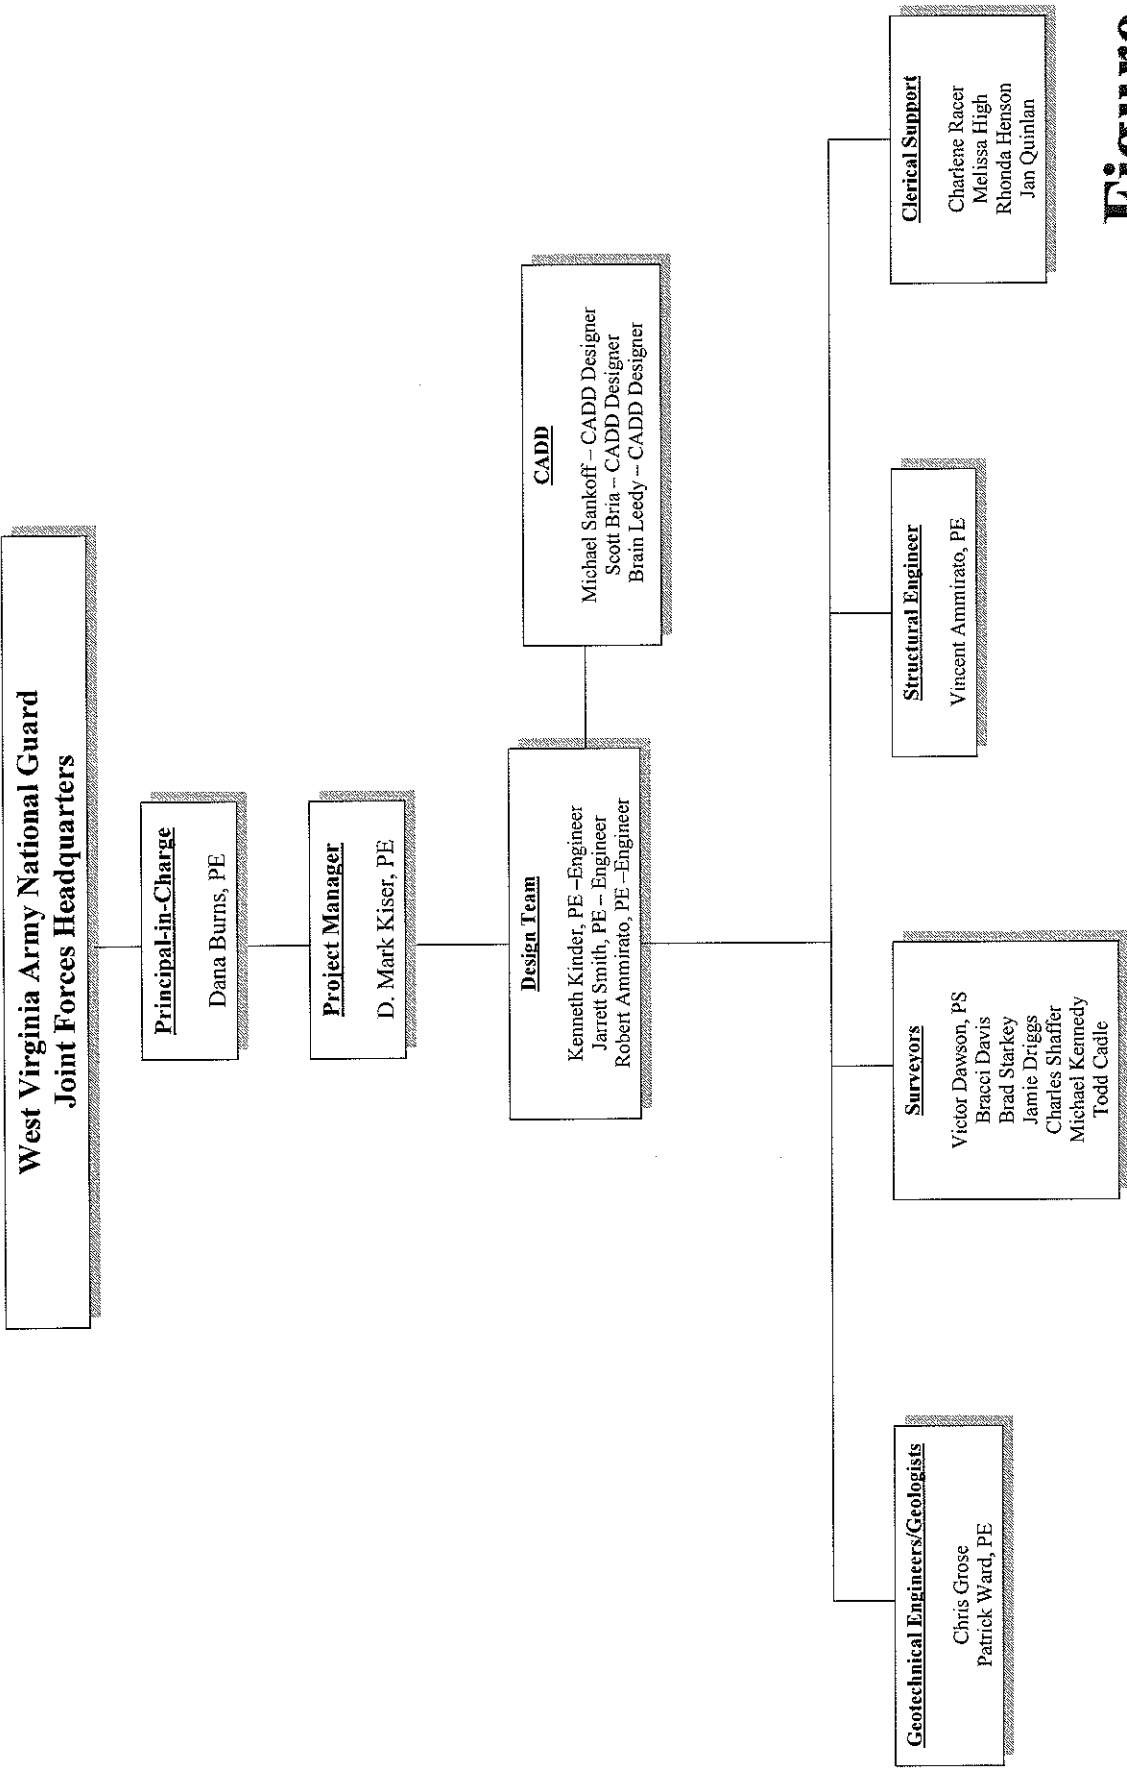 West Virginia Army National Guard
Joint Forces Headquarters
Principal-in-Charge
Dana Burns, PE
Project Manager
D. Mark Kiser, PE
Design Team
Kenneth Kinder, PE –Engineer
Jarrett Smith, PE – Engineer
Robert Ammirato, PE –Engineer
CADD
Michael Sankoff – CADD Designer
Scott Bria – CADD Designer
Brain Leedy – CADD Designer
Geotechnical Engineers/Geologists
Chris Grose
Patrick Ward, PE
Surveyors
Victor Dawson, PS
Bracci Davis
Brad Starkey
Jamie Driggs
Charles Shaffer
Michael Kennedy
Todd Cadle
Structural Engineer
Vincent Ammirato, PE
Clerical Support
Charlene Racer
Melissa High
Rhonda Henson
Jan Quinlan
Figure